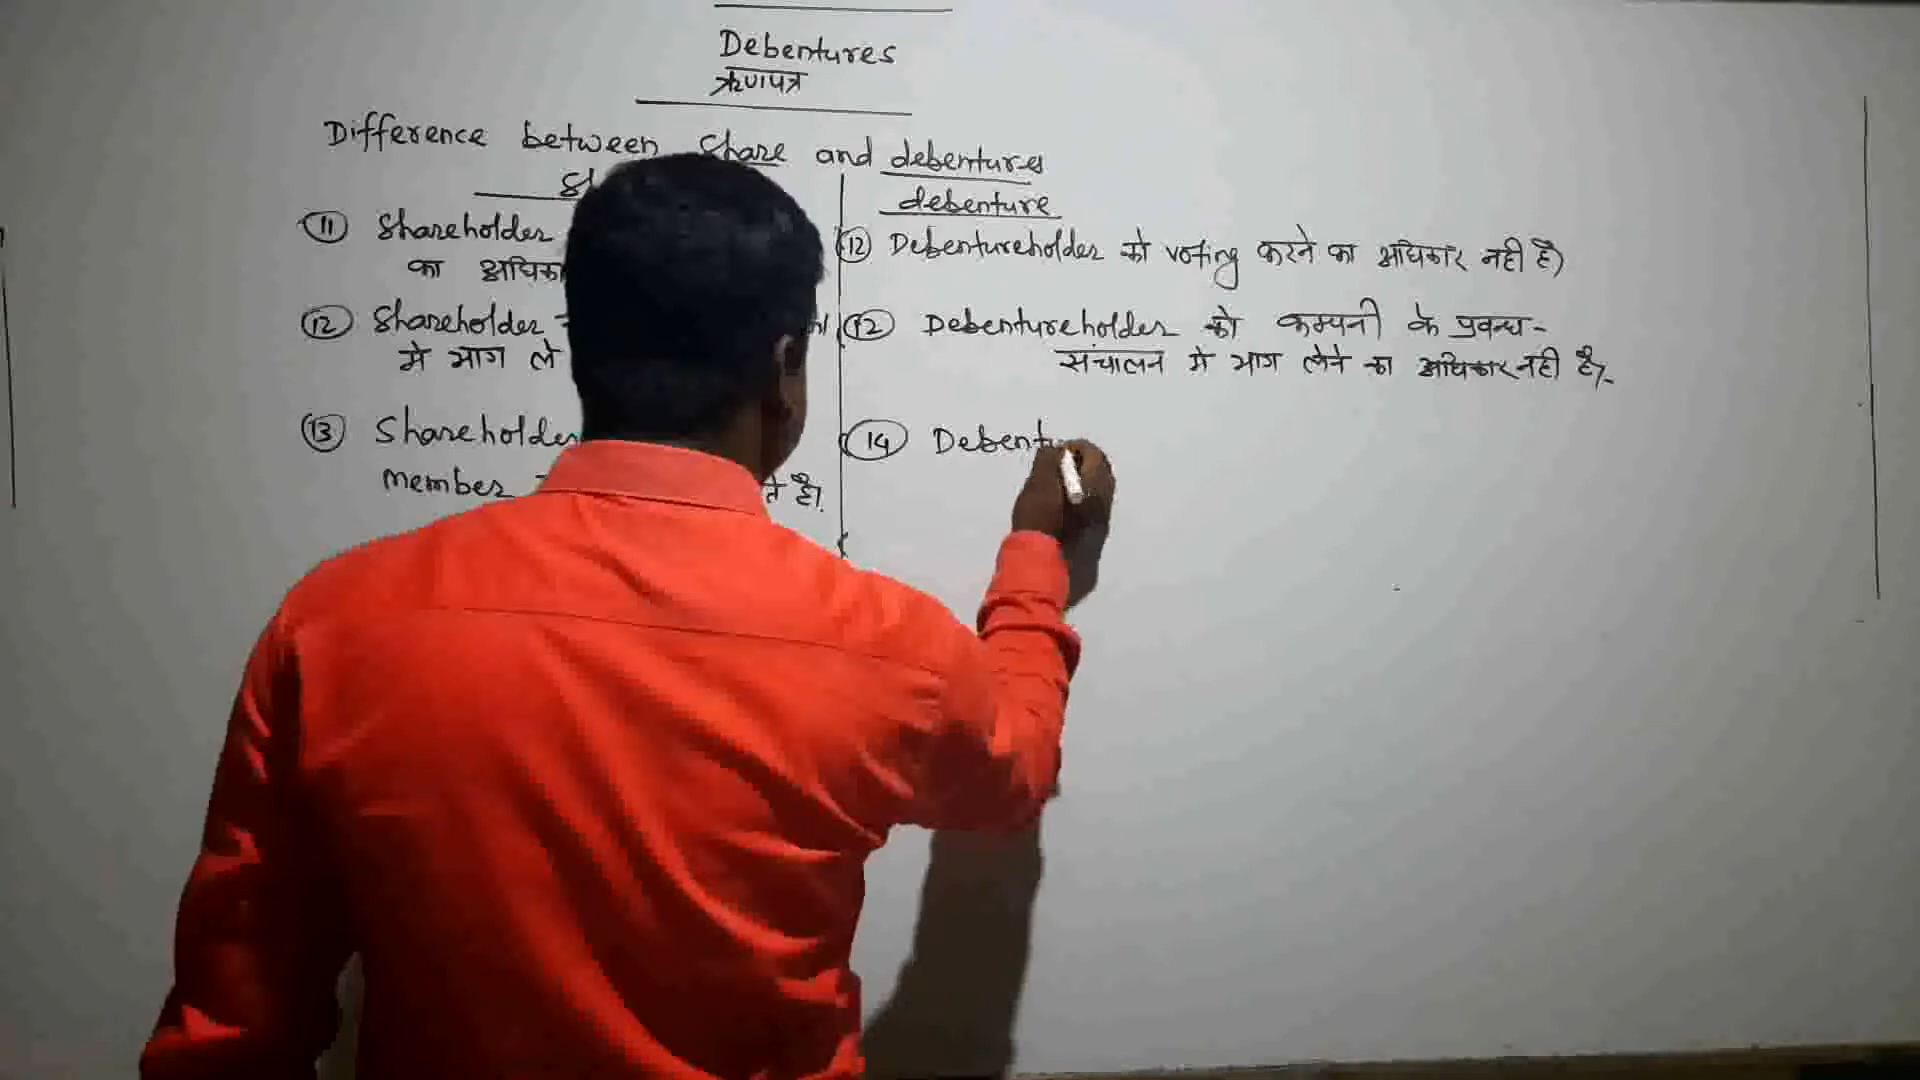 Debentures
ऋणपत्र
Difference between Share and debentures
debenture
11 Shareholder
का अधिका
12 Debentureholder को voting करने का अधिकार नही है।
12 Shareholder
में भाग ले
12 Debentureholder को कम्पनी के प्रबन्ध-
संचालन में भाग लेने का अधिकार नही है।
13 Shareholder
member ते है।
14 Debent